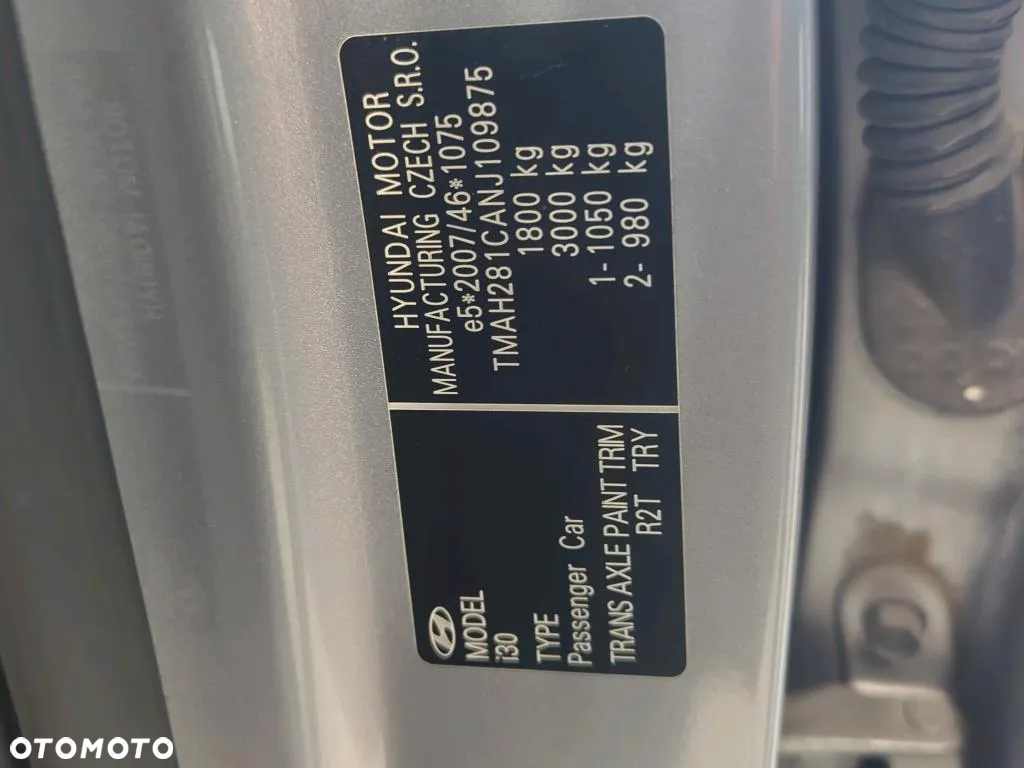 HYUNDAI MOTOR
MANUFACTURING CZECH S.R.O.
e5*2007/46*1075
TMAH281CANJ109875
1800 kg
3000 kg
1- 1050 kg
2- 980 kg
MODEL
i30
TYPE
Passenger Car
TRANS AXLE PAINT TRIM
R2T TRY
OTOMOTO